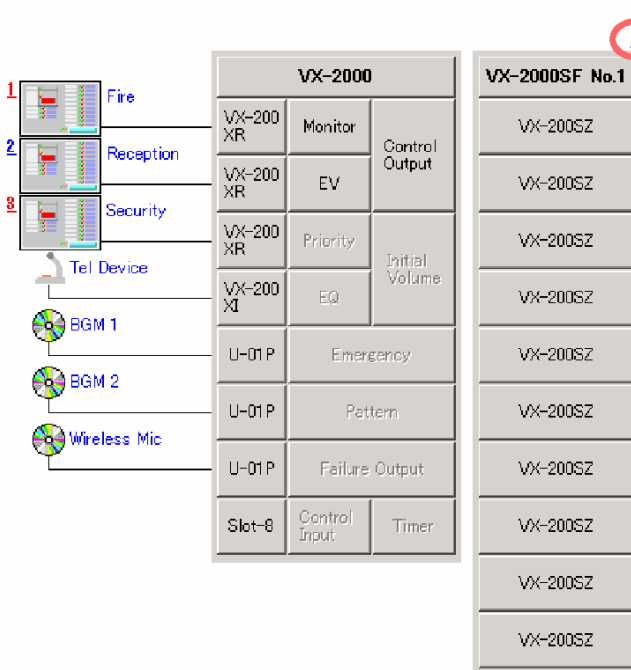 VX-2000
VX-2000SF No.1
1
Fire
VX-200
XR
Monitor
Control
Output
VX-200SZ
2
Reception
VX-200
XR
EV
VX-200SZ
3
Security
VX-200
XR
Priority
Initial
Volume
VX-200SZ
Tel Device
VX-200
XI
EQ
VX-200SZ
BGM 1
U-01P
Emergency
VX-200SZ
BGM 2
U-01P
Pattern
VX-200SZ
Wireless Mic
U-01P
Failure Output
VX-200SZ
Slot-8
Control
Input
Timer
VX-200SZ
VX-200SZ
VX-200SZ